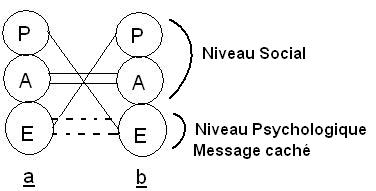 P P
Niveau Social
A A
E E
Niveau Psychologique
Message caché
a b